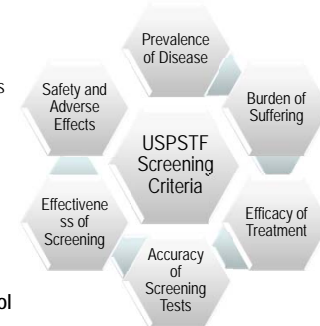 Prevalence
of Disease
Burden of
Suffering
Efficacy of
Treatment
Accuracy
of
Screening
Tests
Effectivene
ss of
Screening
Safety and
Adverse
Effects
USPSTF
Screening
Criteria
s
ol